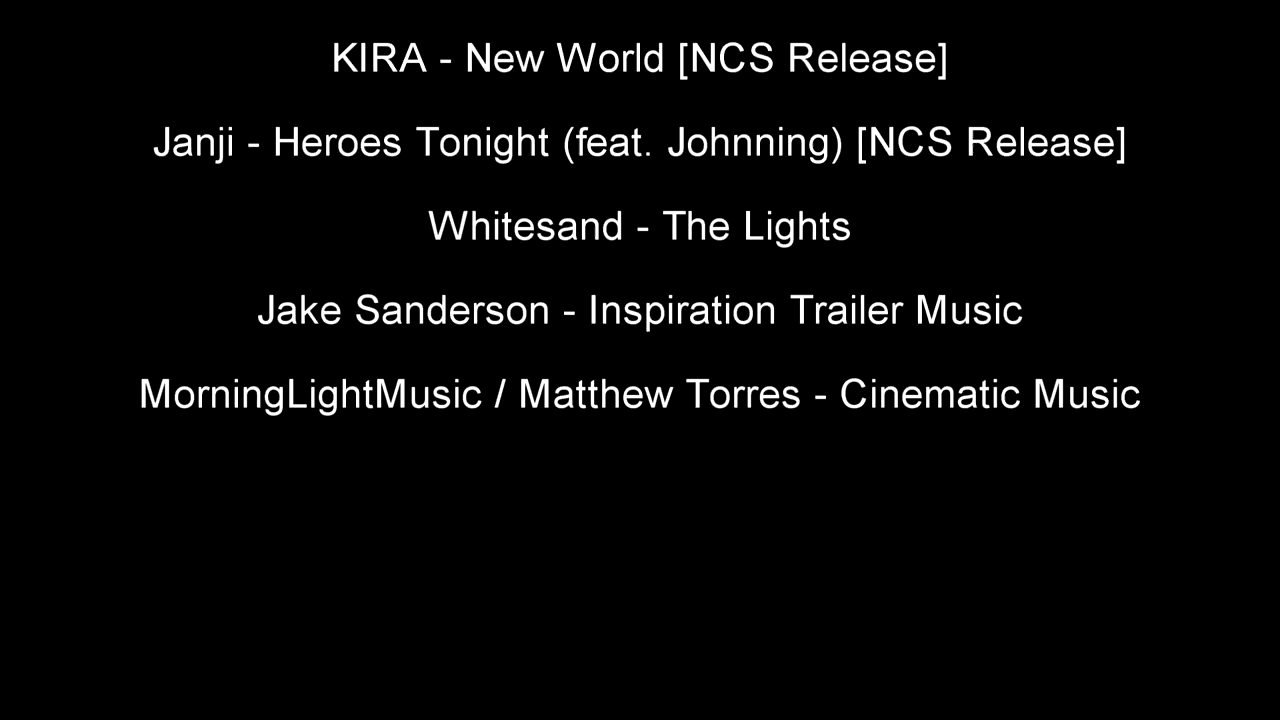 KIRA - New World [NCS Release]
Janji - Heroes Tonight (feat. Johnning) [NCS Release]
Whitesand - The Lights
Jake Sanderson - Inspiration Trailer Music
MorningLightMusic / Matthew Torres - Cinematic Music